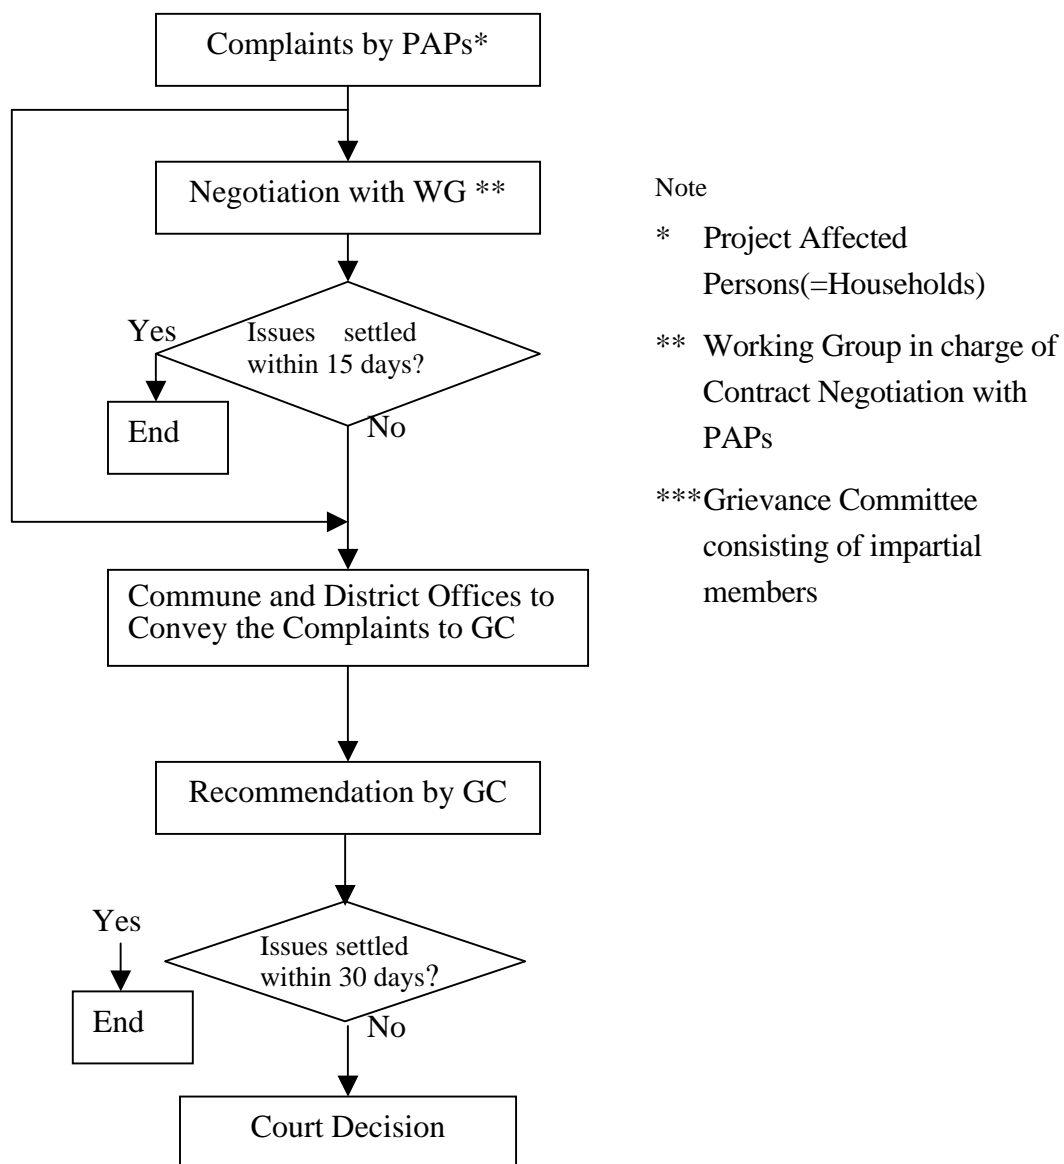 Complaints by PAPs*
Negotiation with WG **
Yes
Issues settled
within 15 days?
End
No
Commune and District Offices to
Convey the Complaints to GC
Recommendation by GC
Yes
Issues settled
within 30 days?
End
No
Court Decision
Note
* Project Affected
Persons(=Households)
** Working Group in charge of
Contract Negotiation with
PAPs
***Grievance Committee
consisting of impartial
members